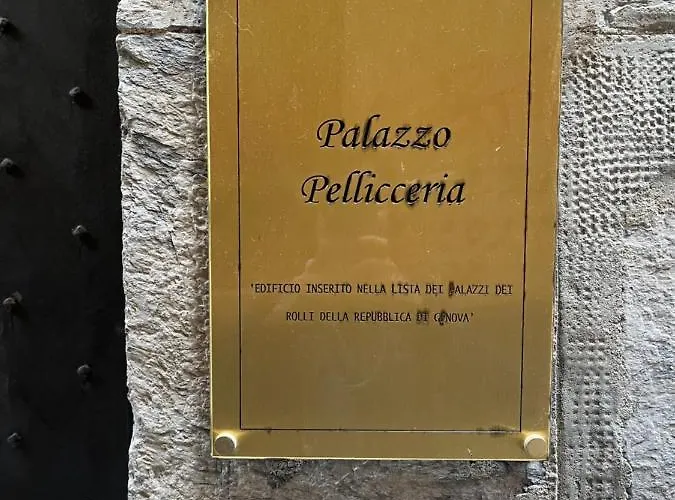 Palazzo
Pellicceria
'EDIFICIO INSERITO NELLA LISTA DEI PALAZZI DEI
ROLLI DELLA REPUBBLICA DI GENOVA'